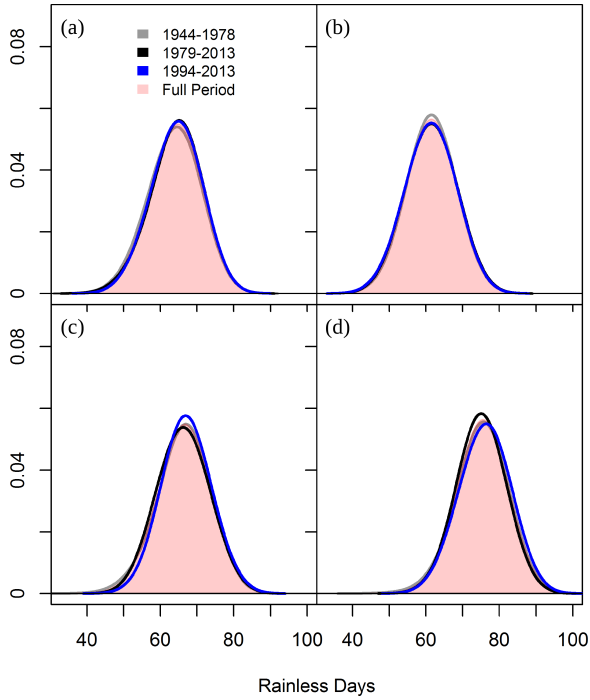 (a)
1944-1978
1979-2013
1994-2013
Full Period
(b)
0.08
0.04
0
(c)
(d)
0.08
0.04
0
40 60 80 100 40 60 80 100
Rainless Days